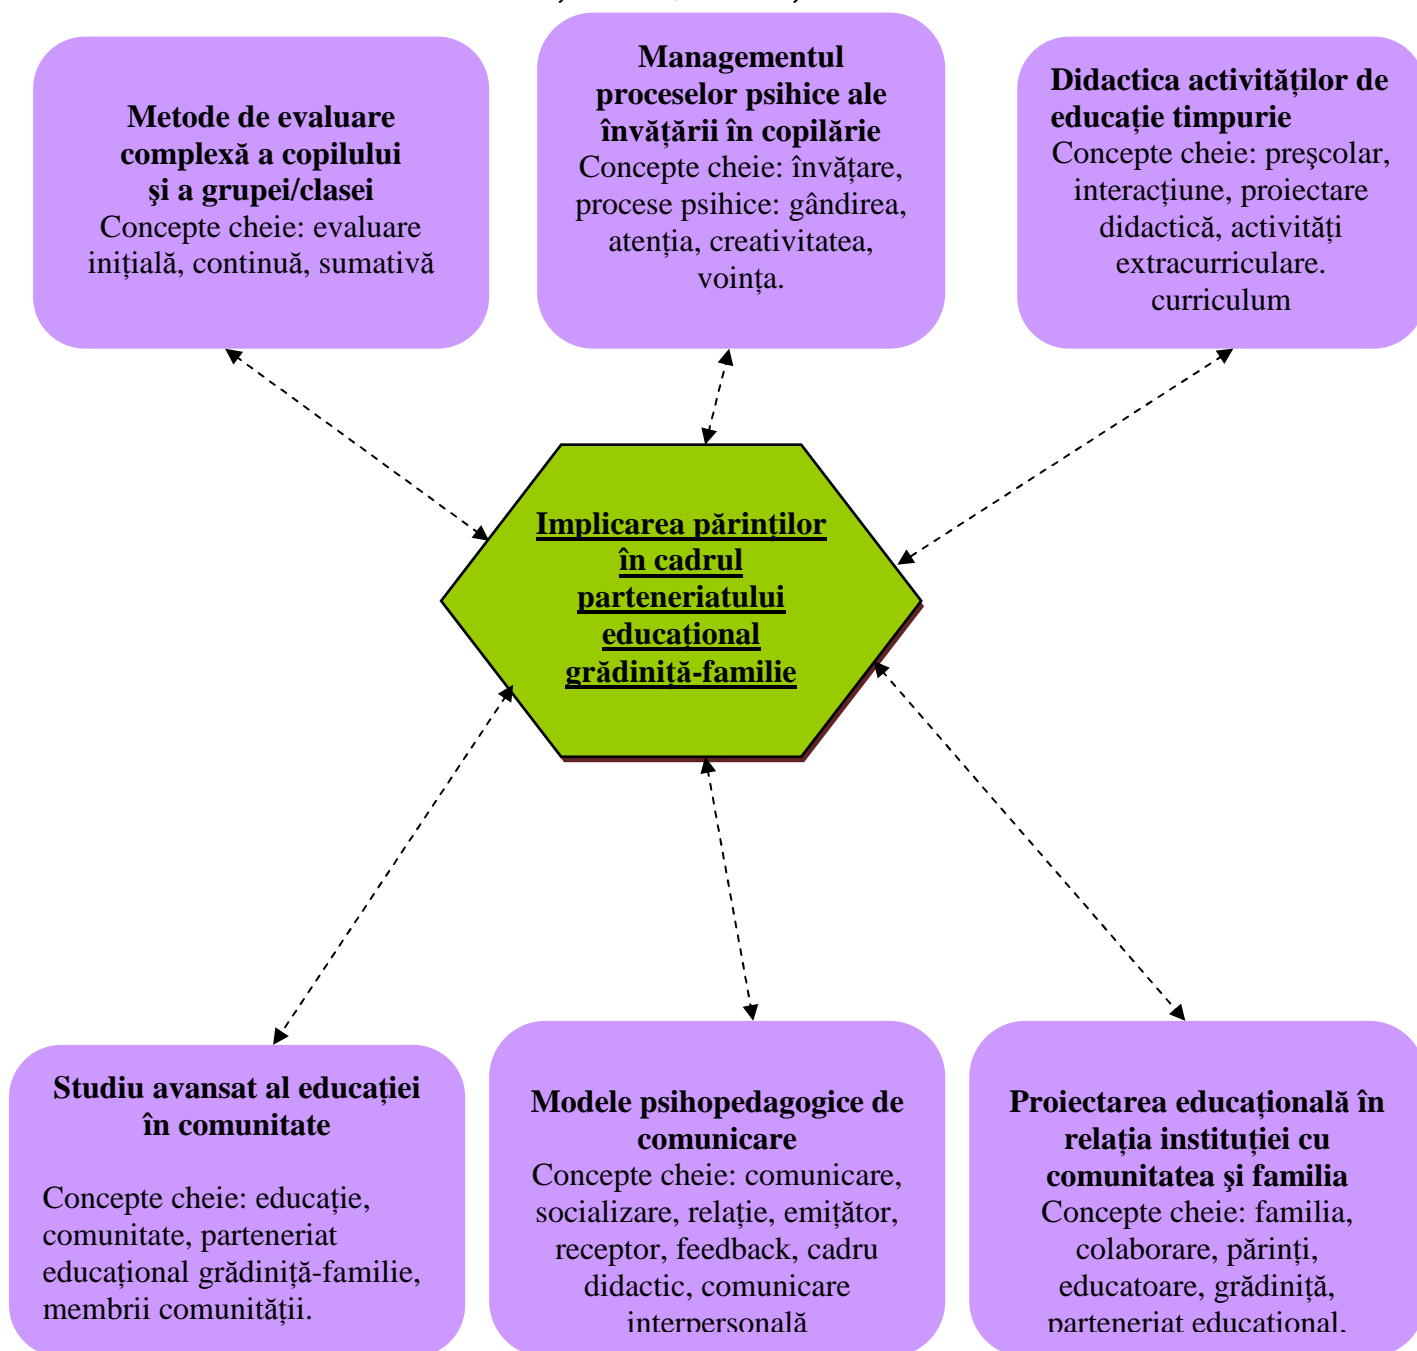 Metode de evaluare
complexă a copilului
şi a grupei/clasei
Concepte cheie: evaluare
inițială, continuă, sumativă
Managementul
proceselor psihice ale
învățării în copilărie
Concepte cheie: învățare,
procese psihice: gândirea,
atenția, creativitatea,
voința.
Didactica activităților de
educație timpurie
Concepte cheie: preşcolar,
interacțiune, proiectare
didactică, activități
extracurriculare.
curriculum
Implicarea părinților
în cadrul
parteneriatului
educațional
grădiniță-familie
Studiu avansat al educației
în comunitate
Concepte cheie: educație,
comunitate, parteneriat
educațional grădiniță-familie,
membrii comunității.
Modele psihopedagogice de
comunicare
Concepte cheie: comunicare,
socializare, relație, emițător,
receptor, feedback, cadru
didactic, comunicare
interpersonală
Proiectarea educațională în
relația instituției cu
comunitatea şi familia
Concepte cheie: familia,
colaborare, părinți,
educatoare, grădiniță,
parteneriat educațional,